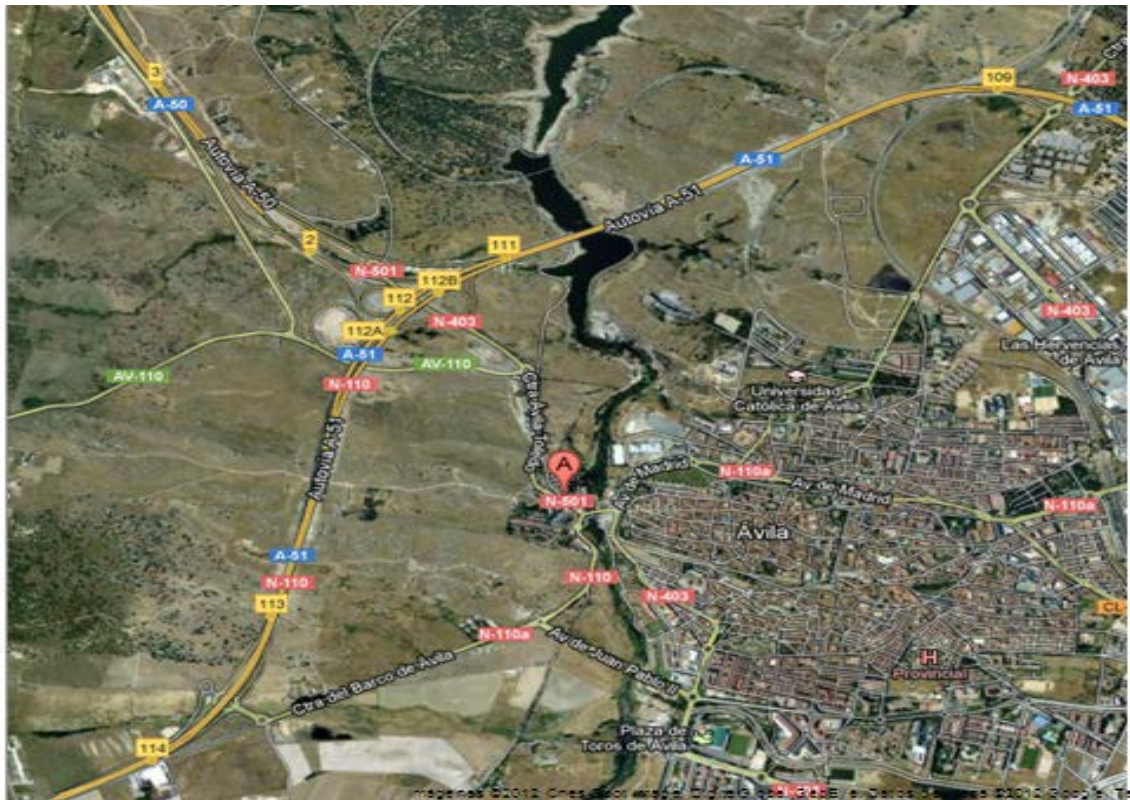 3
A-50
Autovía A-50
2
N-501
111
112B
112
112A
N-403
A-51
N-110
AV-110
AV-110
Autovía A-51
A-51
109
N-403
A-51
N-403
Las Hervencias
de Ávila
Universidad
Católica de Ávila
A
N-501
Av de Madrid
N-110a
Av de Madrid
N-110a
Ávila
Autovía A-51
A-51
N-110
113
N-110
N-403
N-110a
Av de Juan Pablo II
Ctra del Barco de Ávila
114
CL-
H
Provincial
Plaza de
Toros de Ávila